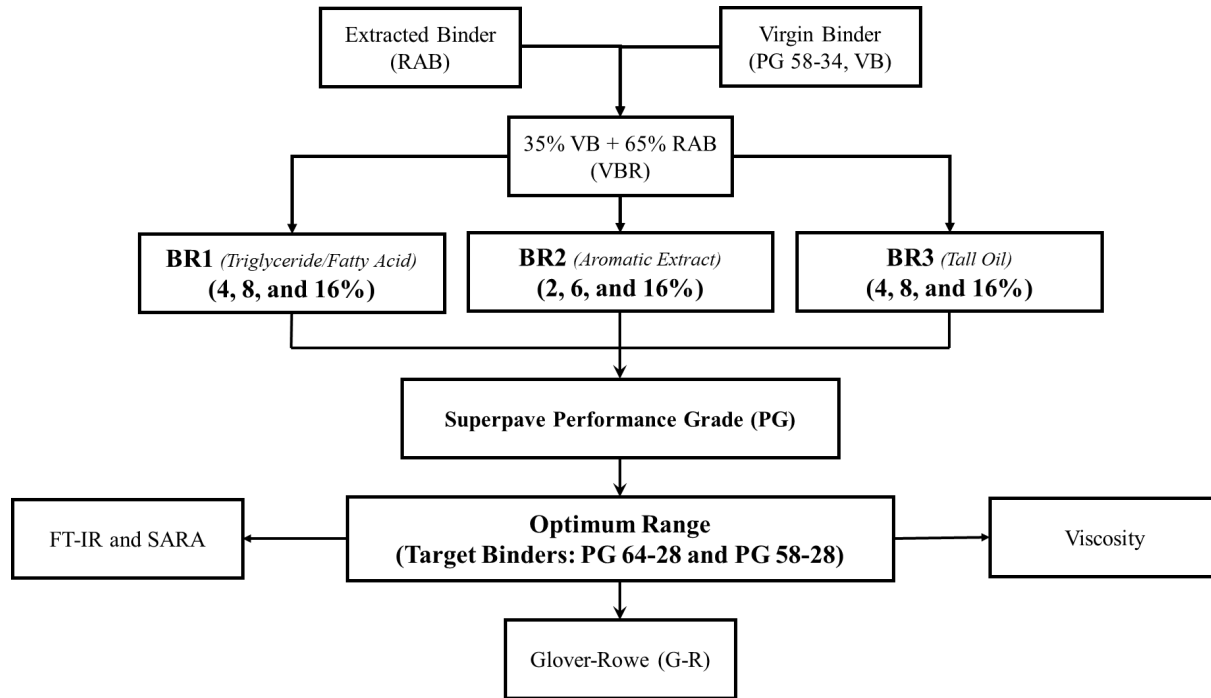 Extracted Binder
(RAB)
Virgin Binder
(PG 58-34, VB)
35% VB + 65% RAB
(VBR)
BR1 (Triglyceride/Fatty Acid)
(4, 8, and 16%)
BR2 (Aromatic Extract)
(2, 6, and 16%)
BR3 (Tall Oil)
(4, 8, and 16%)
Superpave Performance Grade (PG)
FT-IR and SARA
Optimum Range
(Target Binders: PG 64-28 and PG 58-28)
Viscosity
Glover-Rowe (G-R)